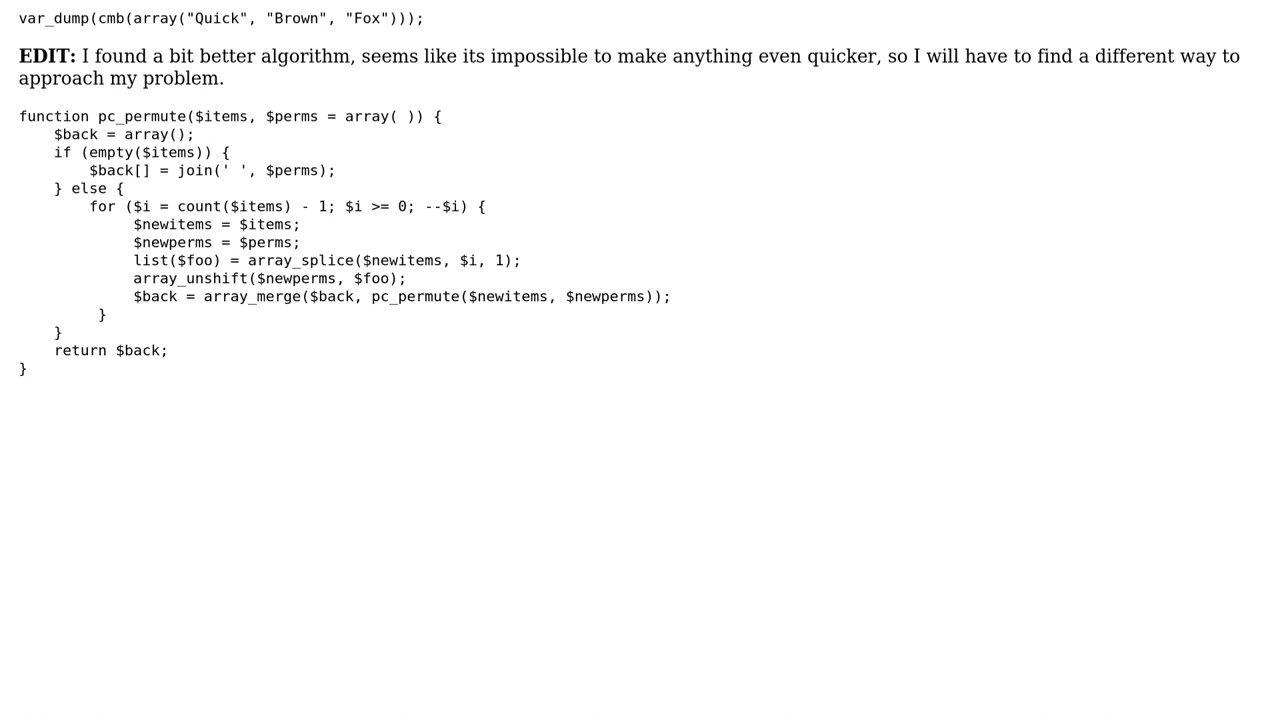 var_dump(cmb(array("Quick", "Brown", "Fox")));
EDIT: I found a bit better algorithm, seems like its impossible to make anything even quicker, so I will have to find a different way to
approach my problem.
function pc_permute($items, $perms = array( )) {
    $back = array();
    if (empty($items)) {
        $back[] = join(' ', $perms);
    } else {
        for ($i = count($items) - 1; $i >= 0; --$i) {
             $newitems = $items;
             $newperms = $perms;
             list($foo) = array_splice($newitems, $i, 1);
             array_unshift($newperms, $foo);
             $back = array_merge($back, pc_permute($newitems, $newperms));
         }
    }
    return $back;
}